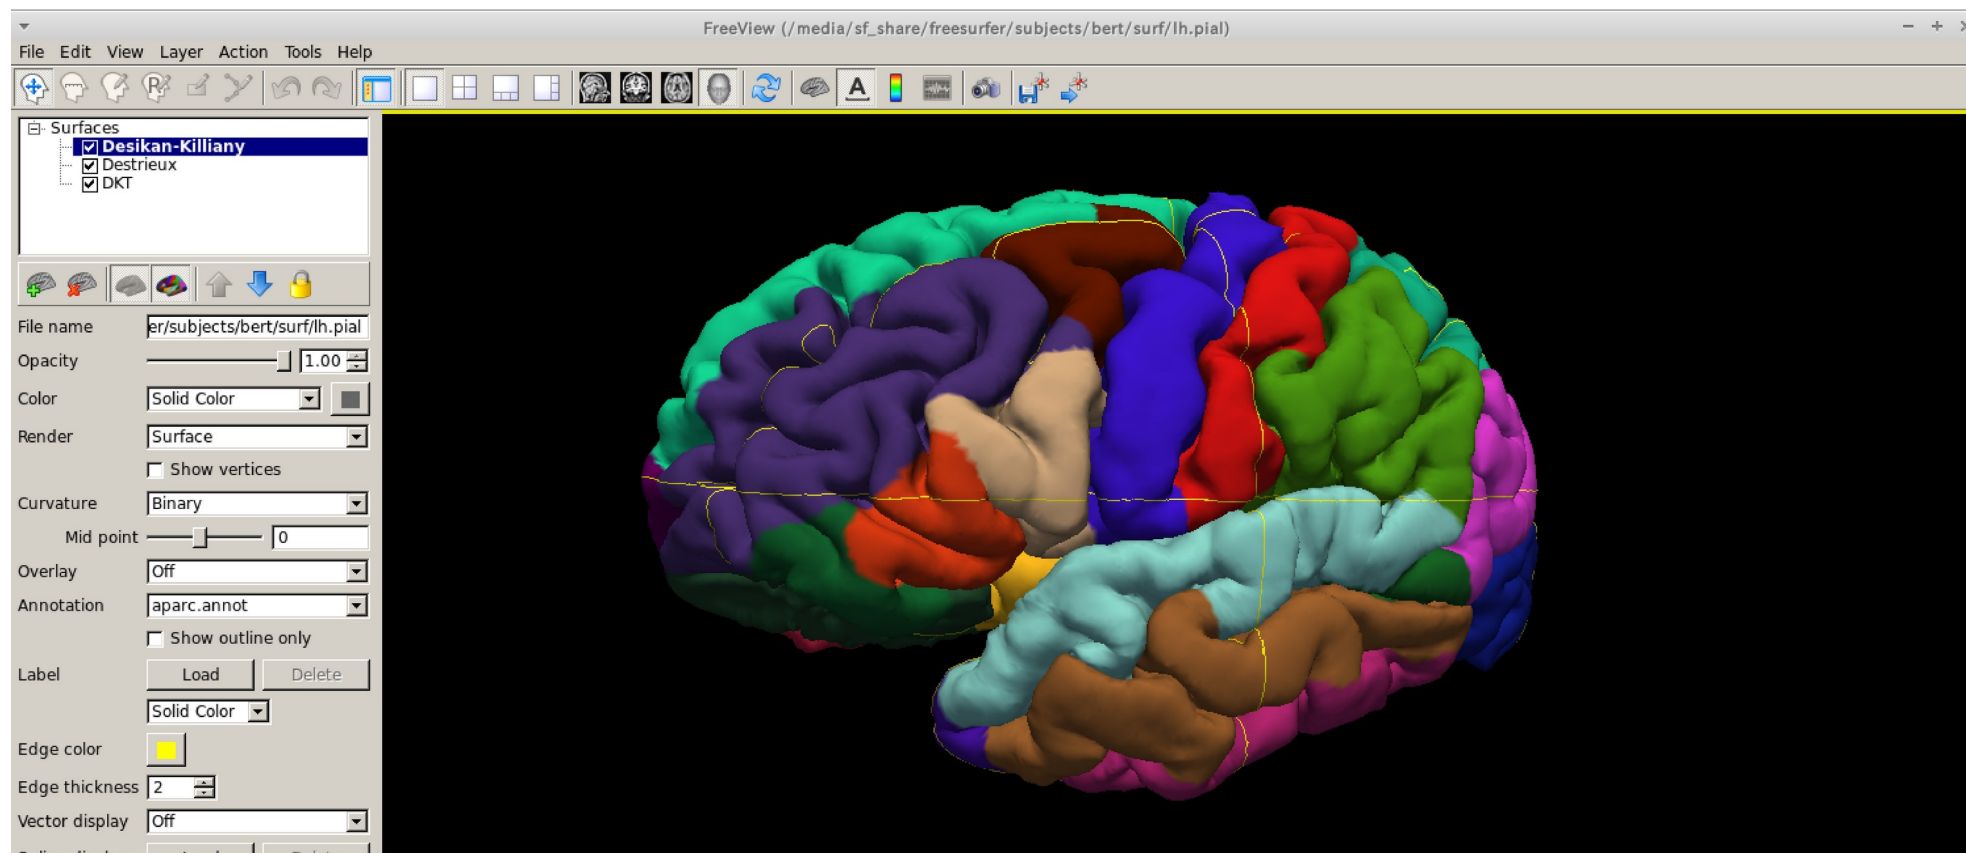 FreeView (/media/sf_share/freesurfer/subjects/bert/surf/lh.pial)
File Edit View Layer Action Tools Help
Surfaces
Desikan-Killiany
Destrieux
DKT
File name er/subjects/bert/surf/lh.pial
Opacity 1.00
Color Solid Color
Render Surface
Show vertices
Curvature Binary
Mid point 0
Overlay Off
Annotation aparc.annot
Show outline only
Label Load Delete
Solid Color
Edge color
Edge thickness 2
Vector display Off